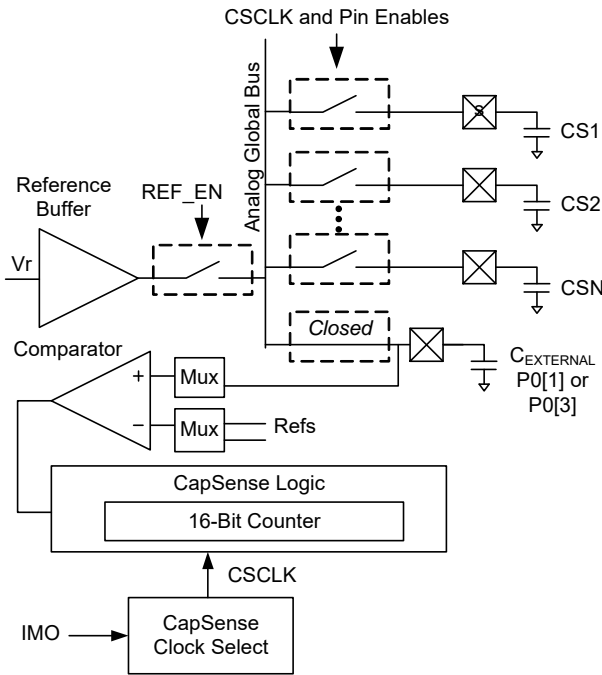 CSCLK and Pin Enables
Analog Global Bus
S
CS1
Reference
Buffer
REF_EN
CS2
Vr
CSN
Closed
Comparator
CEXTERNAL
P0[1] or
P0[3]
+
Mux
−
Mux
Refs
CapSense Logic
16-Bit Counter
CSCLK
IMO
CapSense
Clock Select